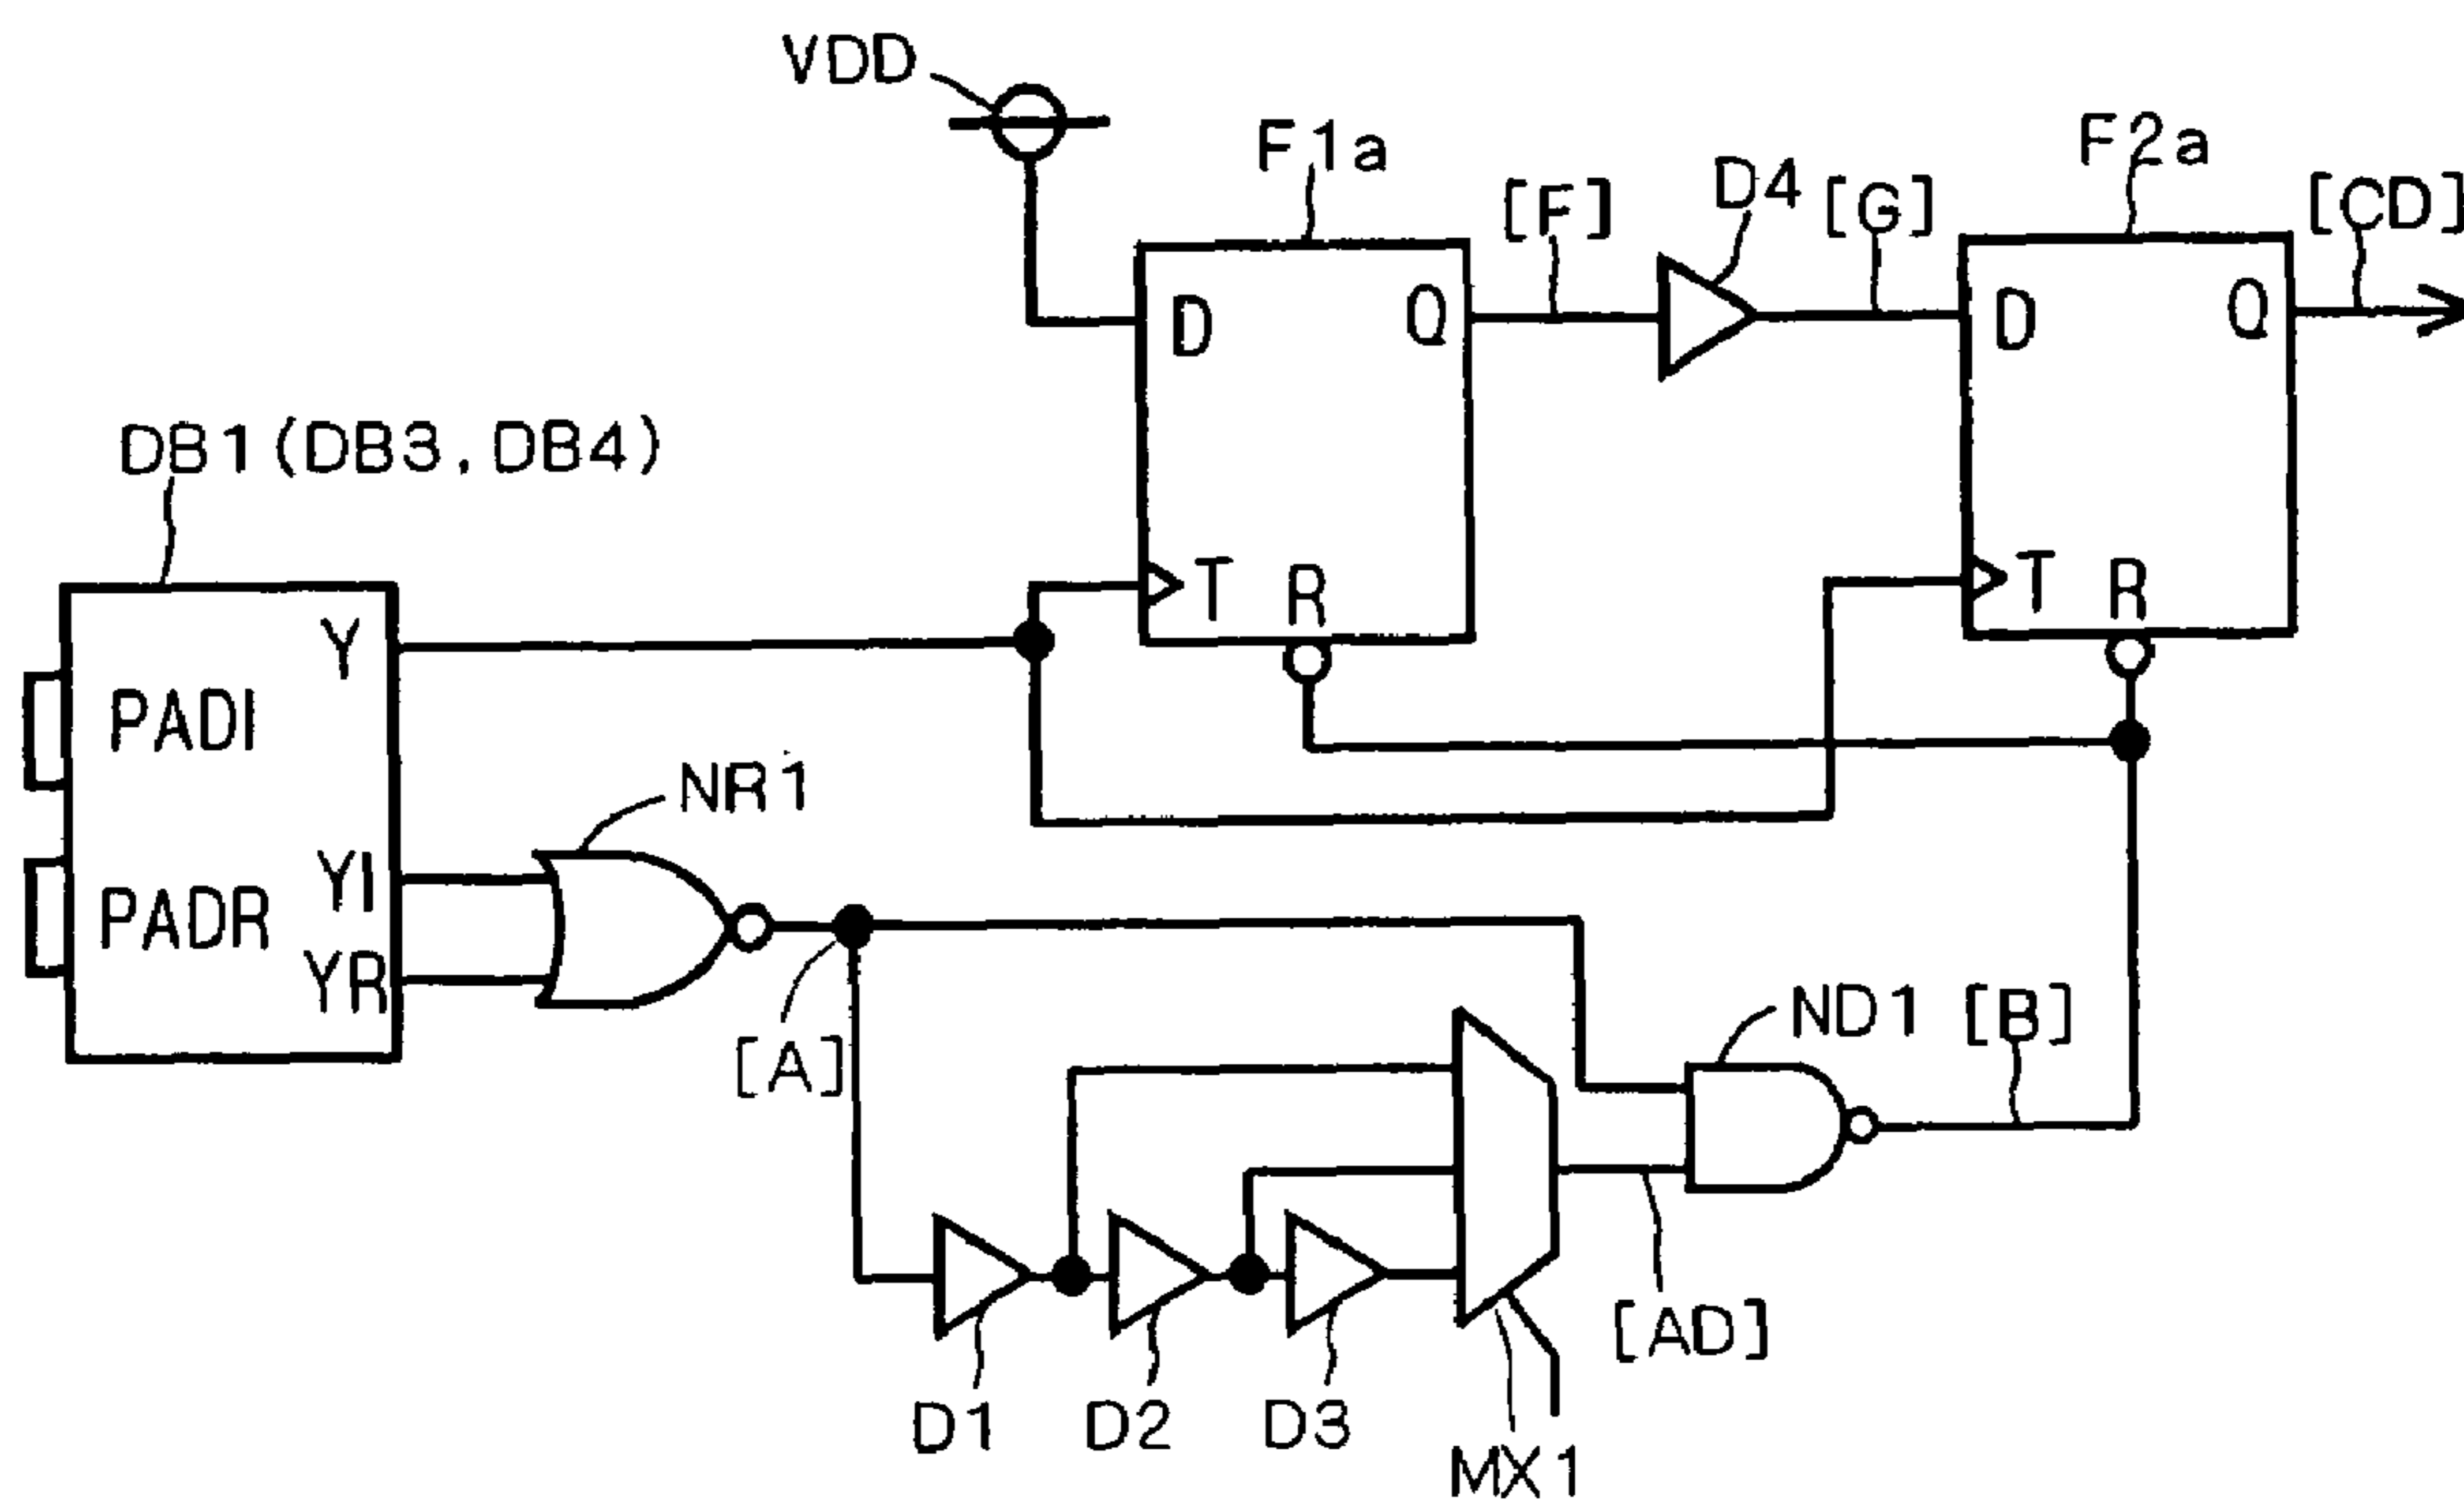 VDD
F1a
[F]
D4
[G]
F2a
[CD]
D
Q
D
Q
DB1(DB3,DB4)
T
R
T
R
Y
PADI
NR1
YI
PADR
YR
[A]
ND1
[B]
[AD]
D1
D2
D3
MX1